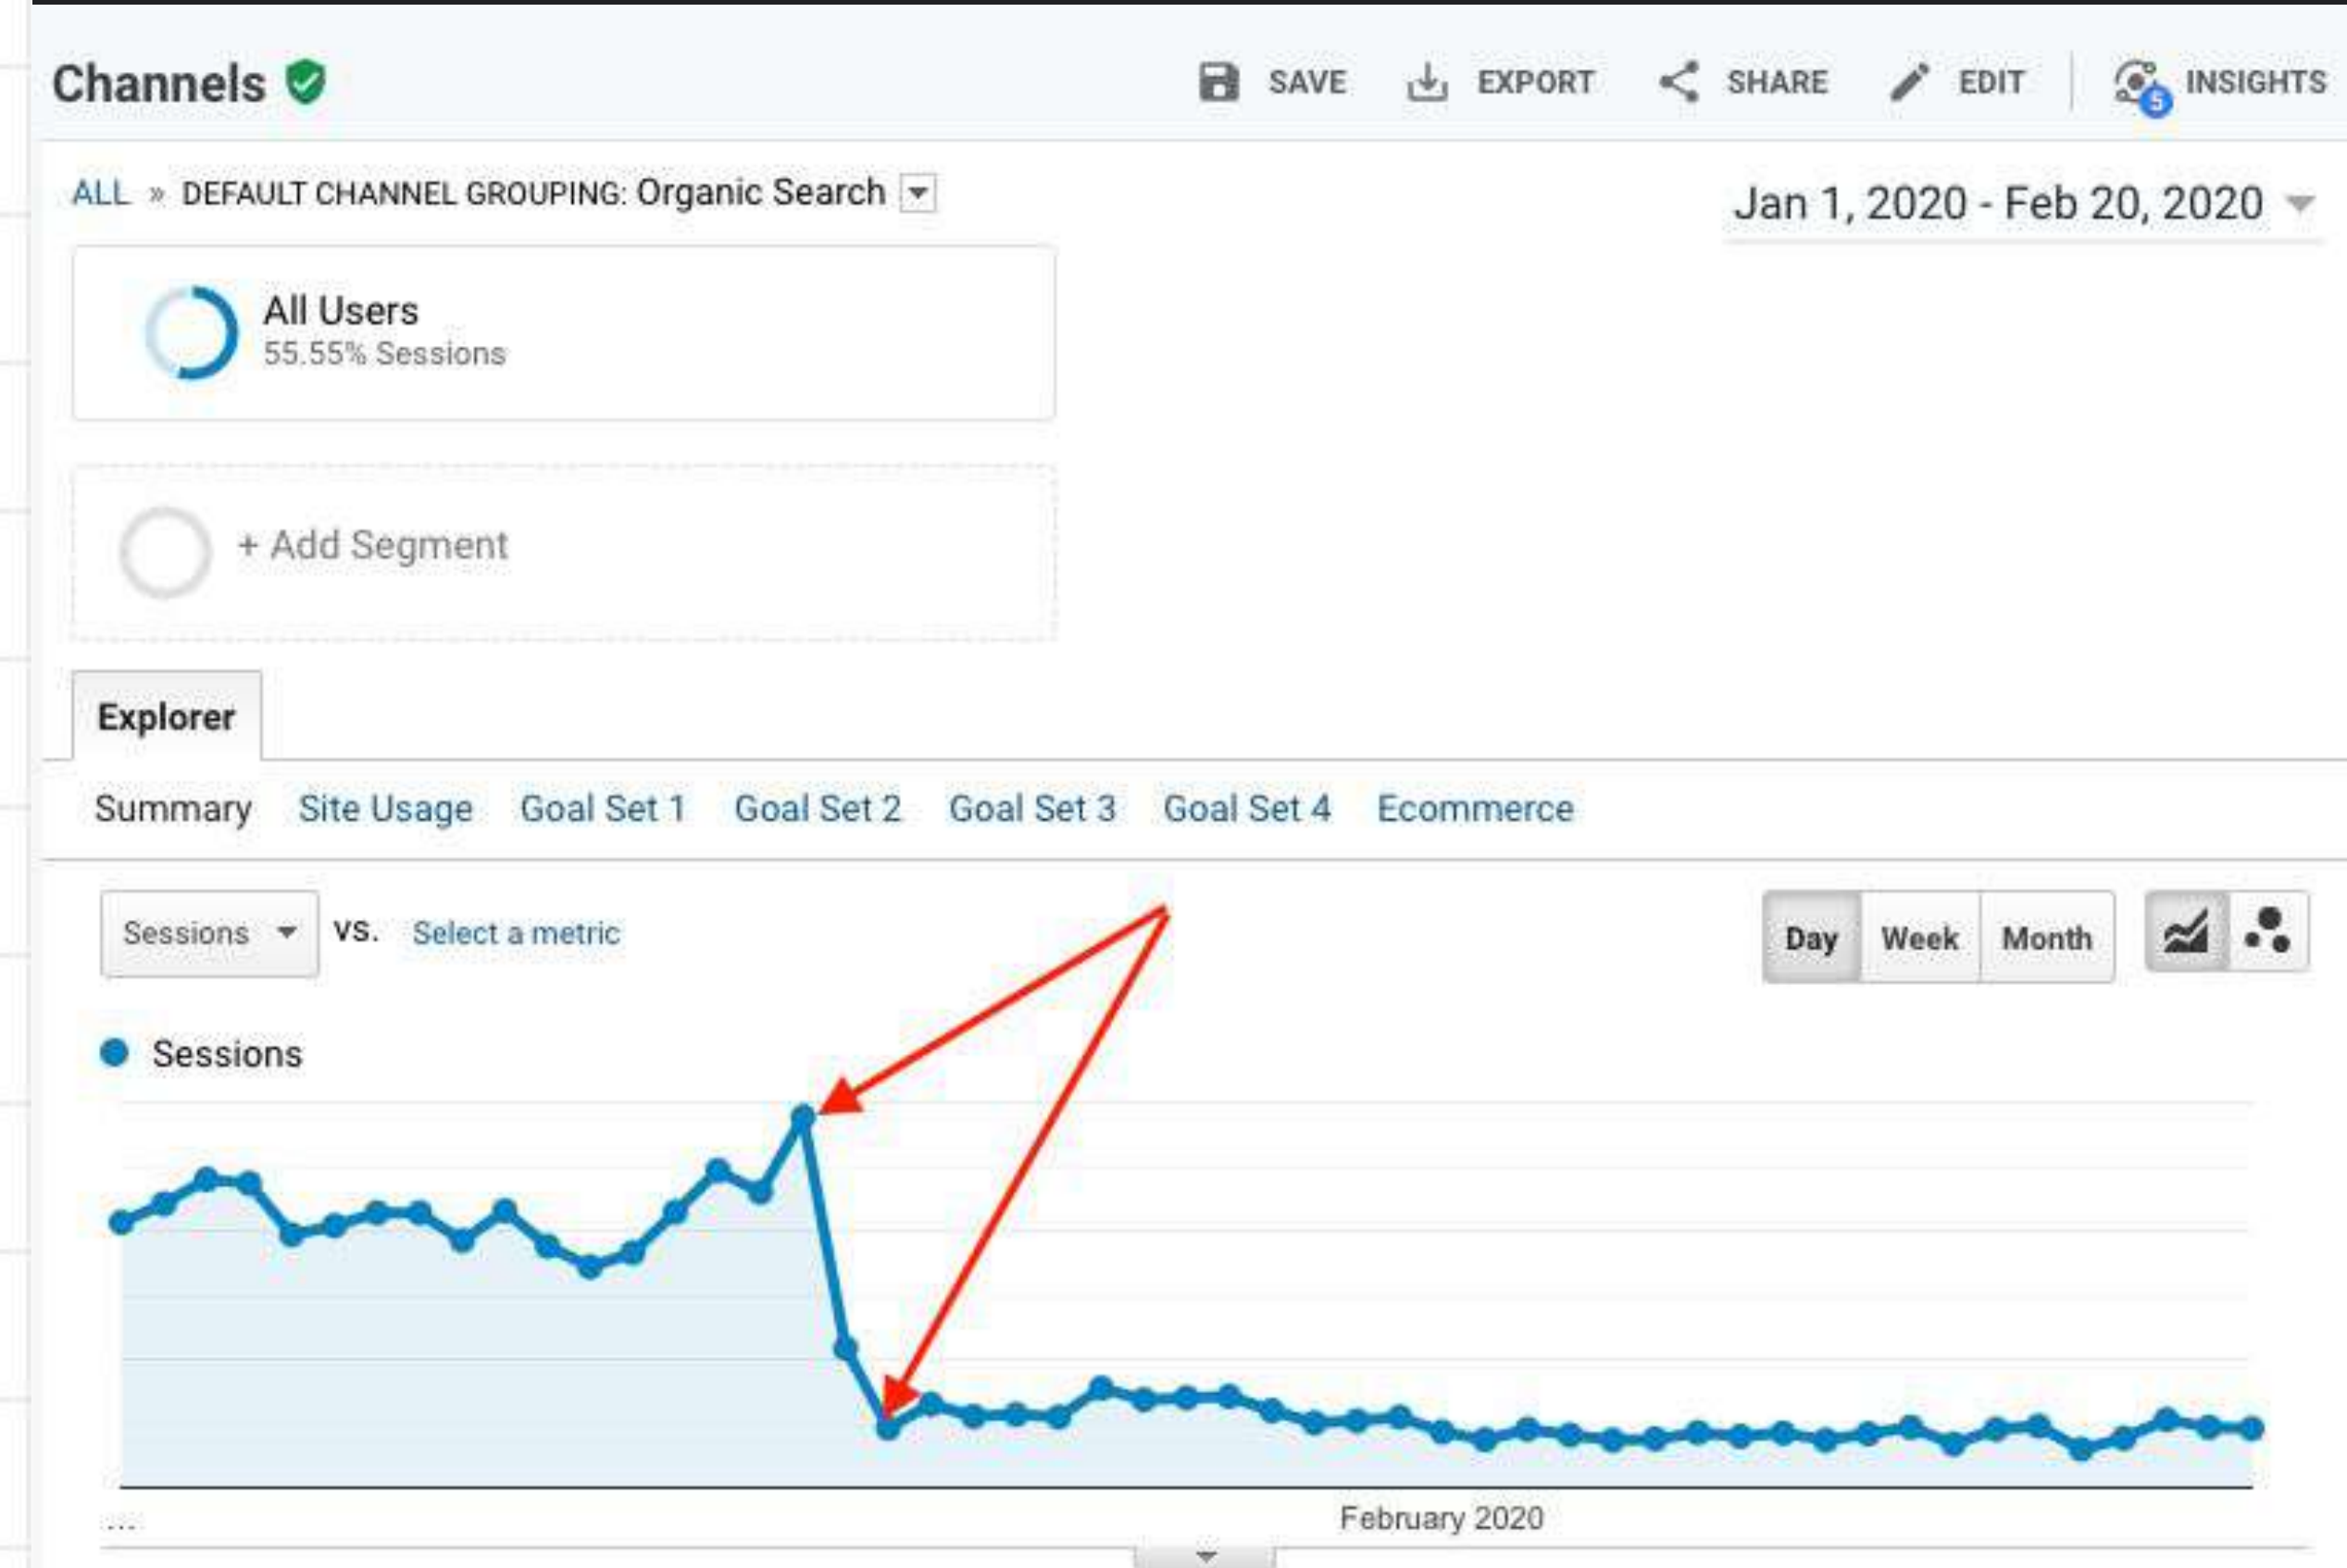 Channels
SAVE EXPORT SHARE EDIT INSIGHTS
5
ALL » DEFAULT CHANNEL GROUPING: Organic Search
Jan 1, 2020 - Feb 20, 2020
All Users
55.55% Sessions
+ Add Segment
Explorer
Summary Site Usage Goal Set 1 Goal Set 2 Goal Set 3 Goal Set 4 Ecommerce
Sessions VS. Select a metric Day Week Month
Sessions
... February 2020